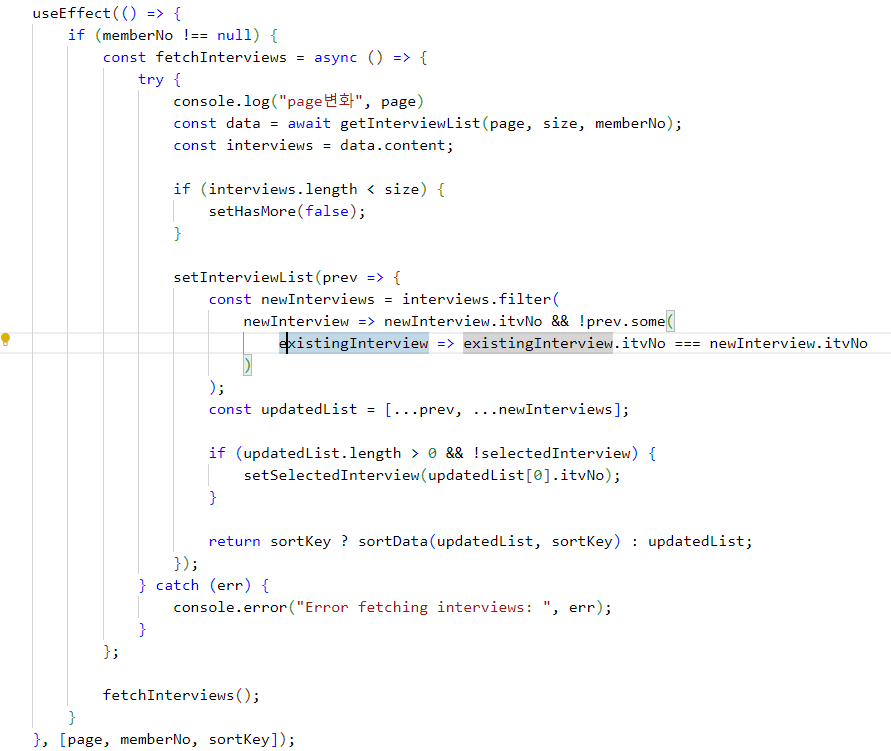 useEffect(() => {
if (memberNo !== null) {
const fetchInterviews = async () => {
try {
console.log("page변화", page)
const data = await getInterviewList(page, size, memberNo);
const interviews = data.content;
if (interviews.length < size) {
setHasMore(false);
}
setInterviewList(prev => {
const newInterviews = interviews.filter(
newInterview => newInterview.itvNo && !prev.some(
existingInterview => existingInterview.itvNo === newInterview.itvNo
)
);
const updatedList = [...prev, ...newInterviews];
if (updatedList.length > 0 && !selectedInterview) {
setSelectedInterview(updatedList[0].itvNo);
}
return sortKey ? sortData(updatedList, sortKey) : updatedList;
});
} catch (err) {
console.error("Error fetching interviews: ", err);
}
};
fetchInterviews();
}
}, [page, memberNo, sortKey]);